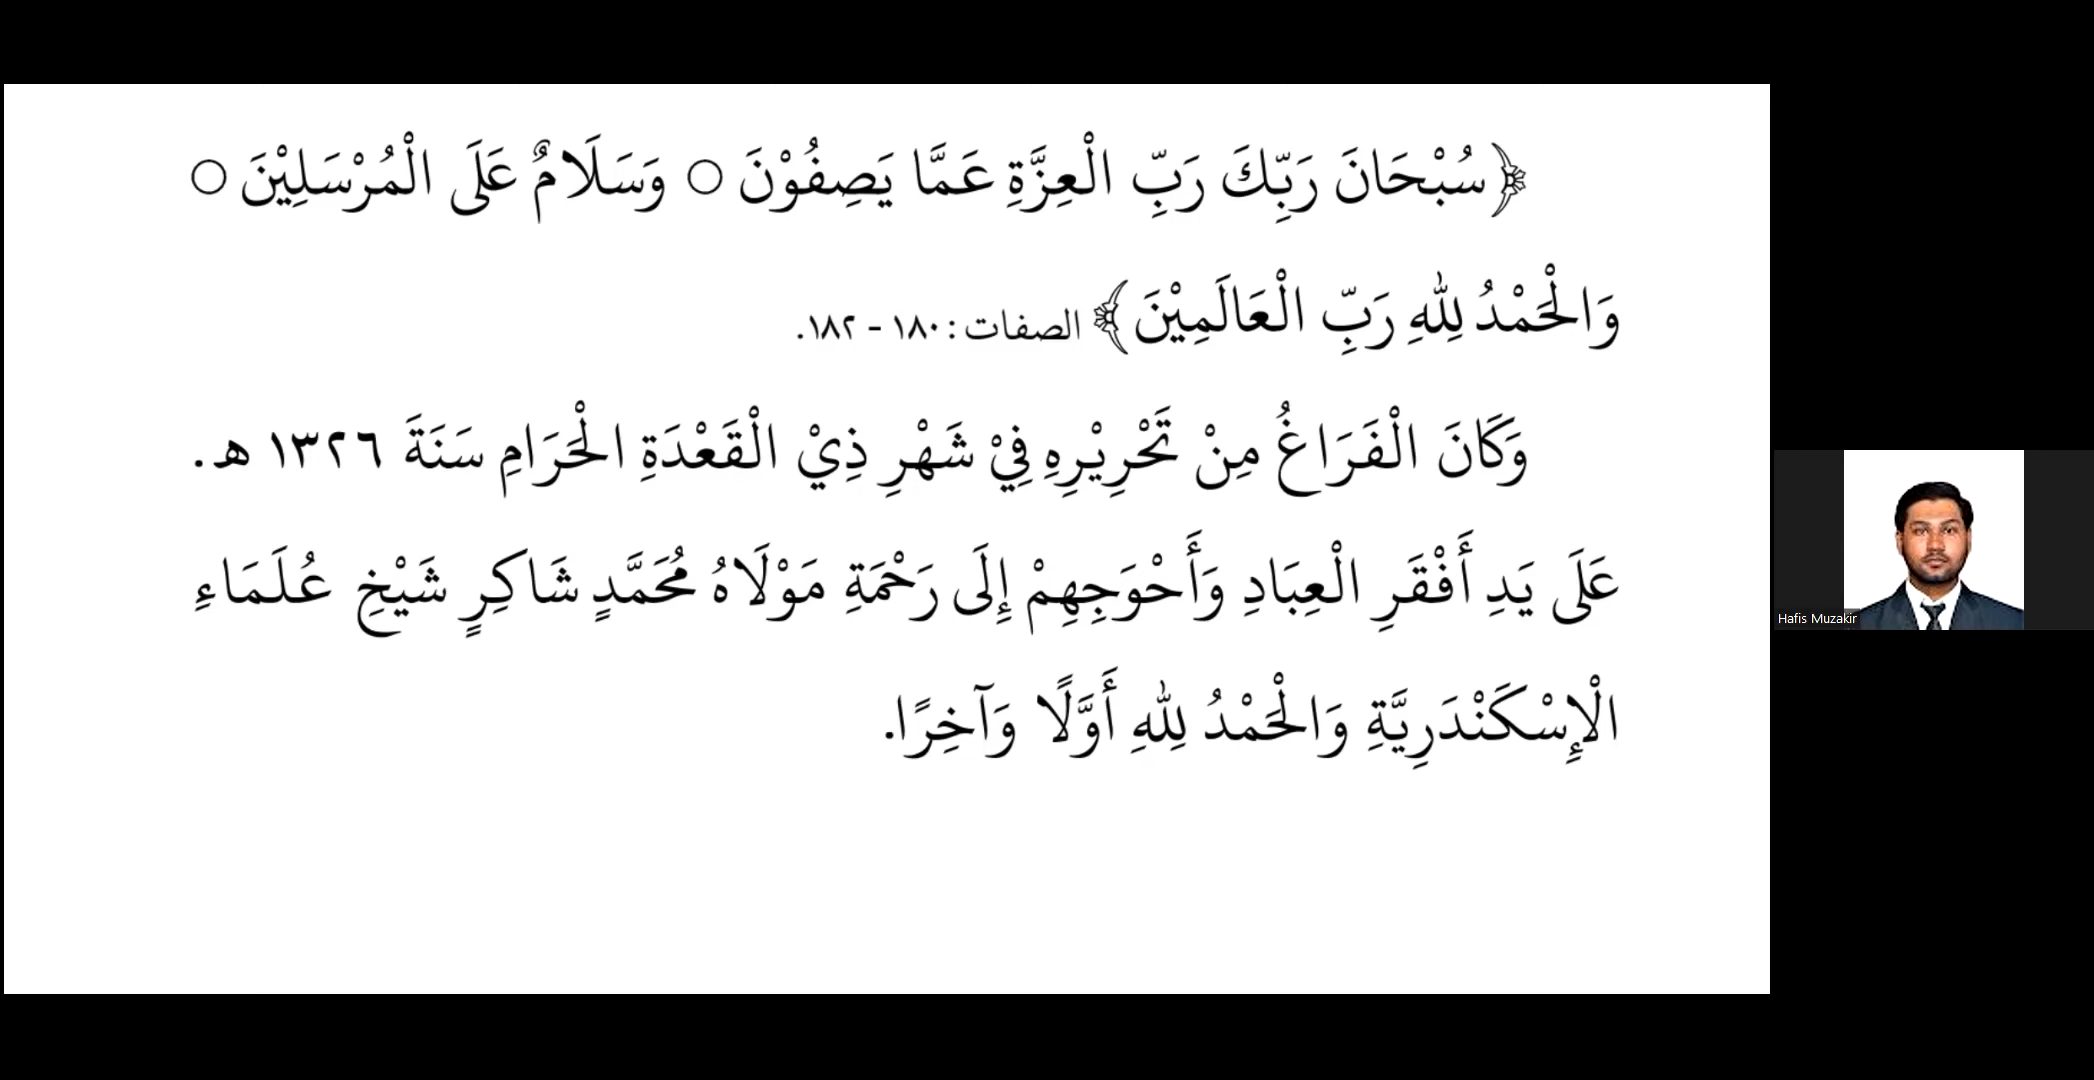 ﴿سُبْحَانَ رَبِّكَ رَبِّ الْعِزَّةِ عَمَّا يَصِفُوْنَ ○ وَسَلَامٌ عَلَى الْمُرْسَلِيْنَ ○
وَالْحَمْدُ لِلّٰهِ رَبِّ الْعَالَمِيْنَ﴾ الصفات: ١٨٠ - ١٨٢.
وَكَانَ الْفَرَاغُ مِنْ تَحْرِيْرِهِ فِيْ شَهْرِ ذِيْ الْقَعْدَةِ الْحَرَامِ سَنَةَ ١٣٢٦ هـ.
عَلَى يَدِ أَفْقَرِ الْعِبَادِ وَأَحْوَجِهِمْ إِلَى رَحْمَةِ مَوْلَاهُ مُحَمَّدٍ شَاكِرٍ شَيْخِ عُلَمَاءِ
الْإِسْكَنْدَرِيَّةِ وَالْحَمْدُ لِلّٰهِ أَوَّلًا وَآخِرًا.
Hafis Muzakir